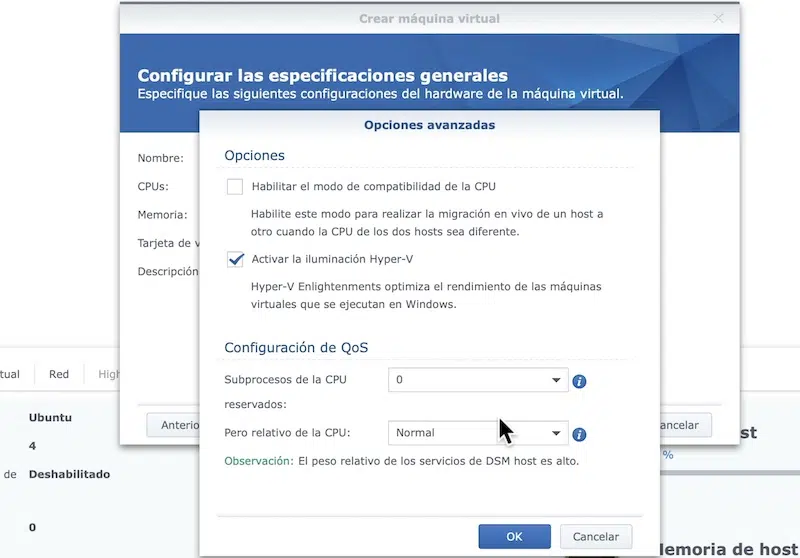 Crear máquina virtual
Configurar las especificaciones generales
Especifique las siguientes configuraciones del hardware de la máquina virtual.
Nombre:
CPUs:
Memoria:
Tarjeta de v
Descripción
Anterio
ancelar
Opciones avanzadas
Opciones
Habilitar el modo de compatibilidad de la CPU
Habilite este modo para realizar la migración en vivo de un host a
otro cuando la CPU de los dos hosts sea diferente.
Activar la iluminación Hyper-V
Hyper-V Enlightenments optimiza el rendimiento de las máquinas
virtuales que se ejecutan en Windows.
Configuración de QoS
Subprocesos de la CPU
reservados:
0
Pero relativo de la CPU:
Normal
Observación: El peso relativo de los servicios de DSM host es alto.
OK
Cancelar
tual
Red
High
Ubuntu
4
de
Deshabilitado
0
st
%
lemoria de host